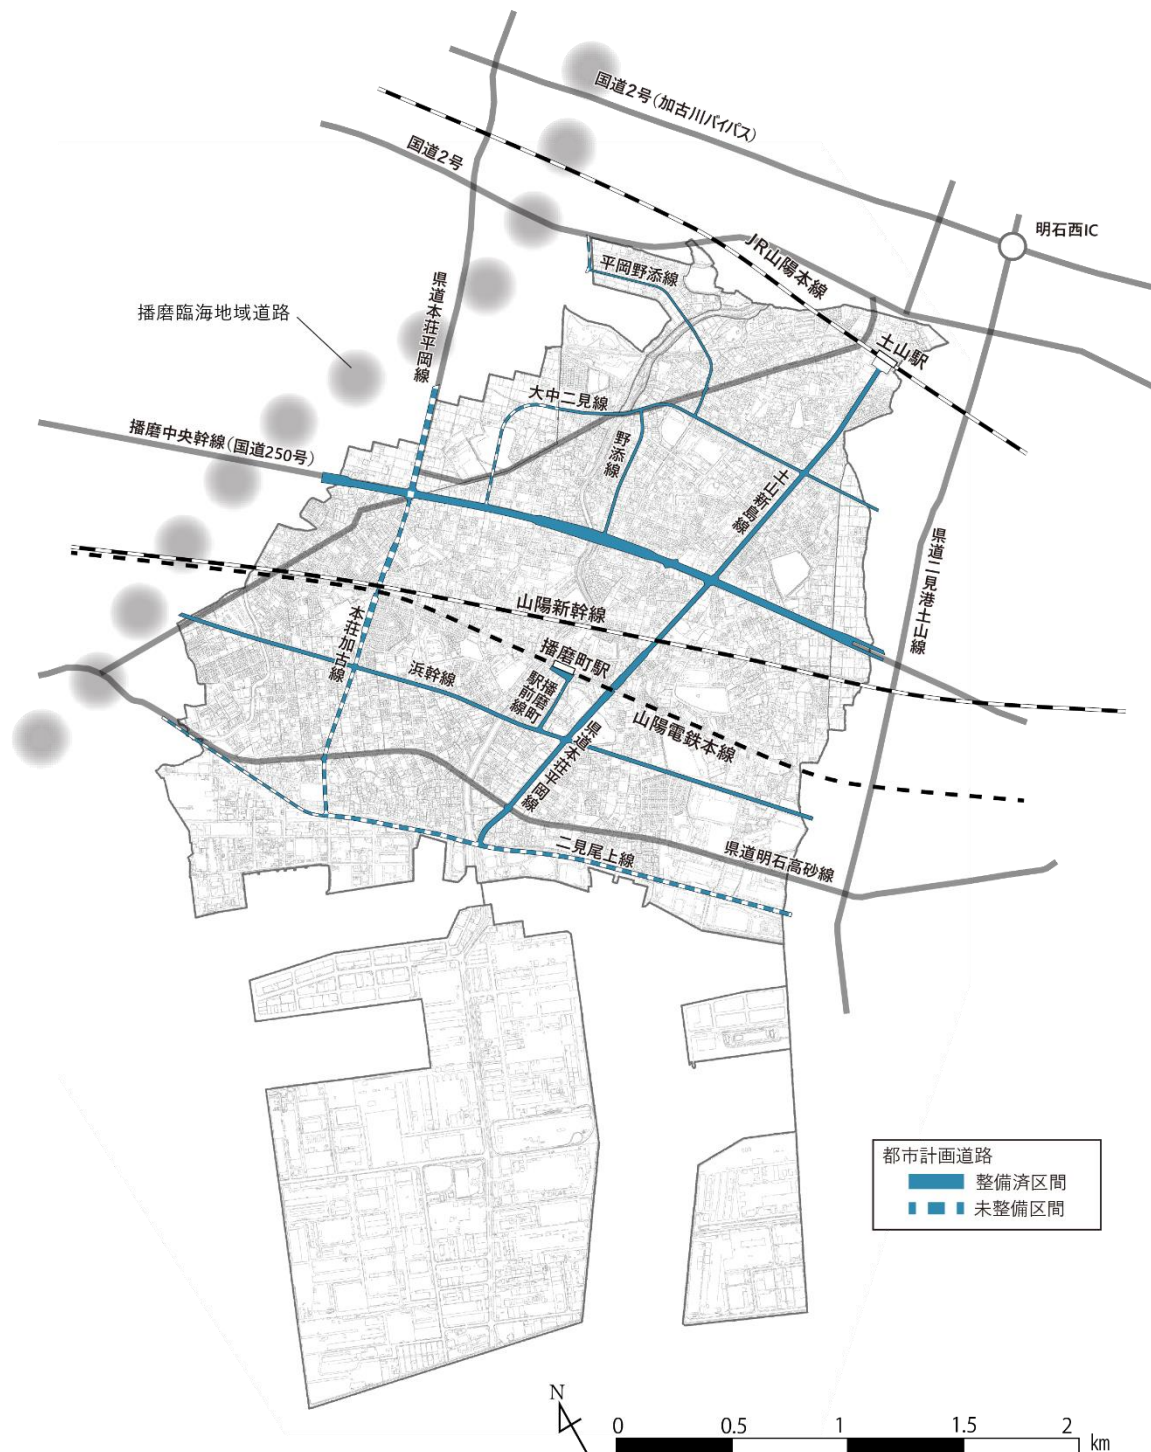 国道2号(加古川バイパス)
国道2号
明石西IC
JR山陽本線
平岡野添線
県道本荘平岡線
播磨臨海地域道路
土山駅
大中二見線
野添線
播磨中央幹線(国道250号)
土山新島線
県道二見港土山線
山陽新幹線
本荘加古線
播磨町駅
浜幹線
播磨町
駅前線
山陽電鉄本線
県道本荘平岡線
二見尾上線
県道明石高砂線
都市計画道路
整備済区間
未整備区間
N
0 0.5 1 1.5 2
km